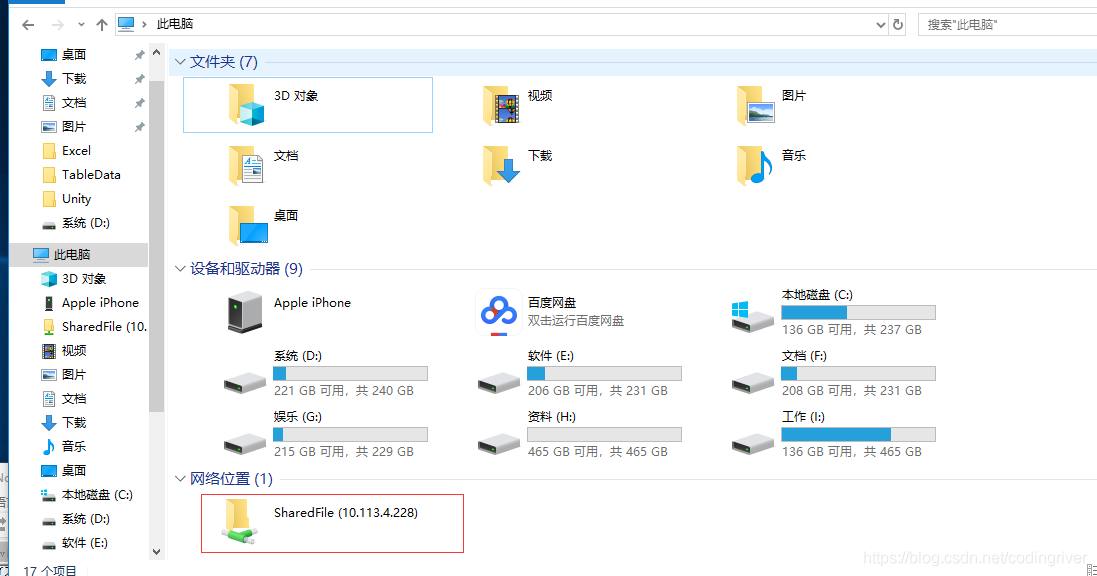 此电脑
搜索"此电脑"
桌面
下载
文档
图片
Excel
TableData
Unity
系统 (D:)
此电脑
3D 对象
Apple iPhone
SharedFile (10.
视频
图片
文档
下载
音乐
桌面
本地磁盘 (C:)
系统 (D:)
软件 (E:)
17 个项目
文件夹 (7)
3D 对象
视频
图片
文档
下载
音乐
桌面
设备和驱动器 (9)
Apple iPhone
百度网盘
双击运行百度网盘
本地磁盘 (C:)
136 GB 可用，共 237 GB
系统 (D:)
221 GB 可用，共 240 GB
软件 (E:)
206 GB 可用，共 231 GB
文档 (F:)
208 GB 可用，共 231 GB
娱乐 (G:)
215 GB 可用，共 229 GB
资料 (H:)
465 GB 可用，共 465 GB
工作 (I:)
136 GB 可用，共 465 GB
网络位置 (1)
SharedFile (10.113.4.228)
https://blog.csdn.net/codingriver